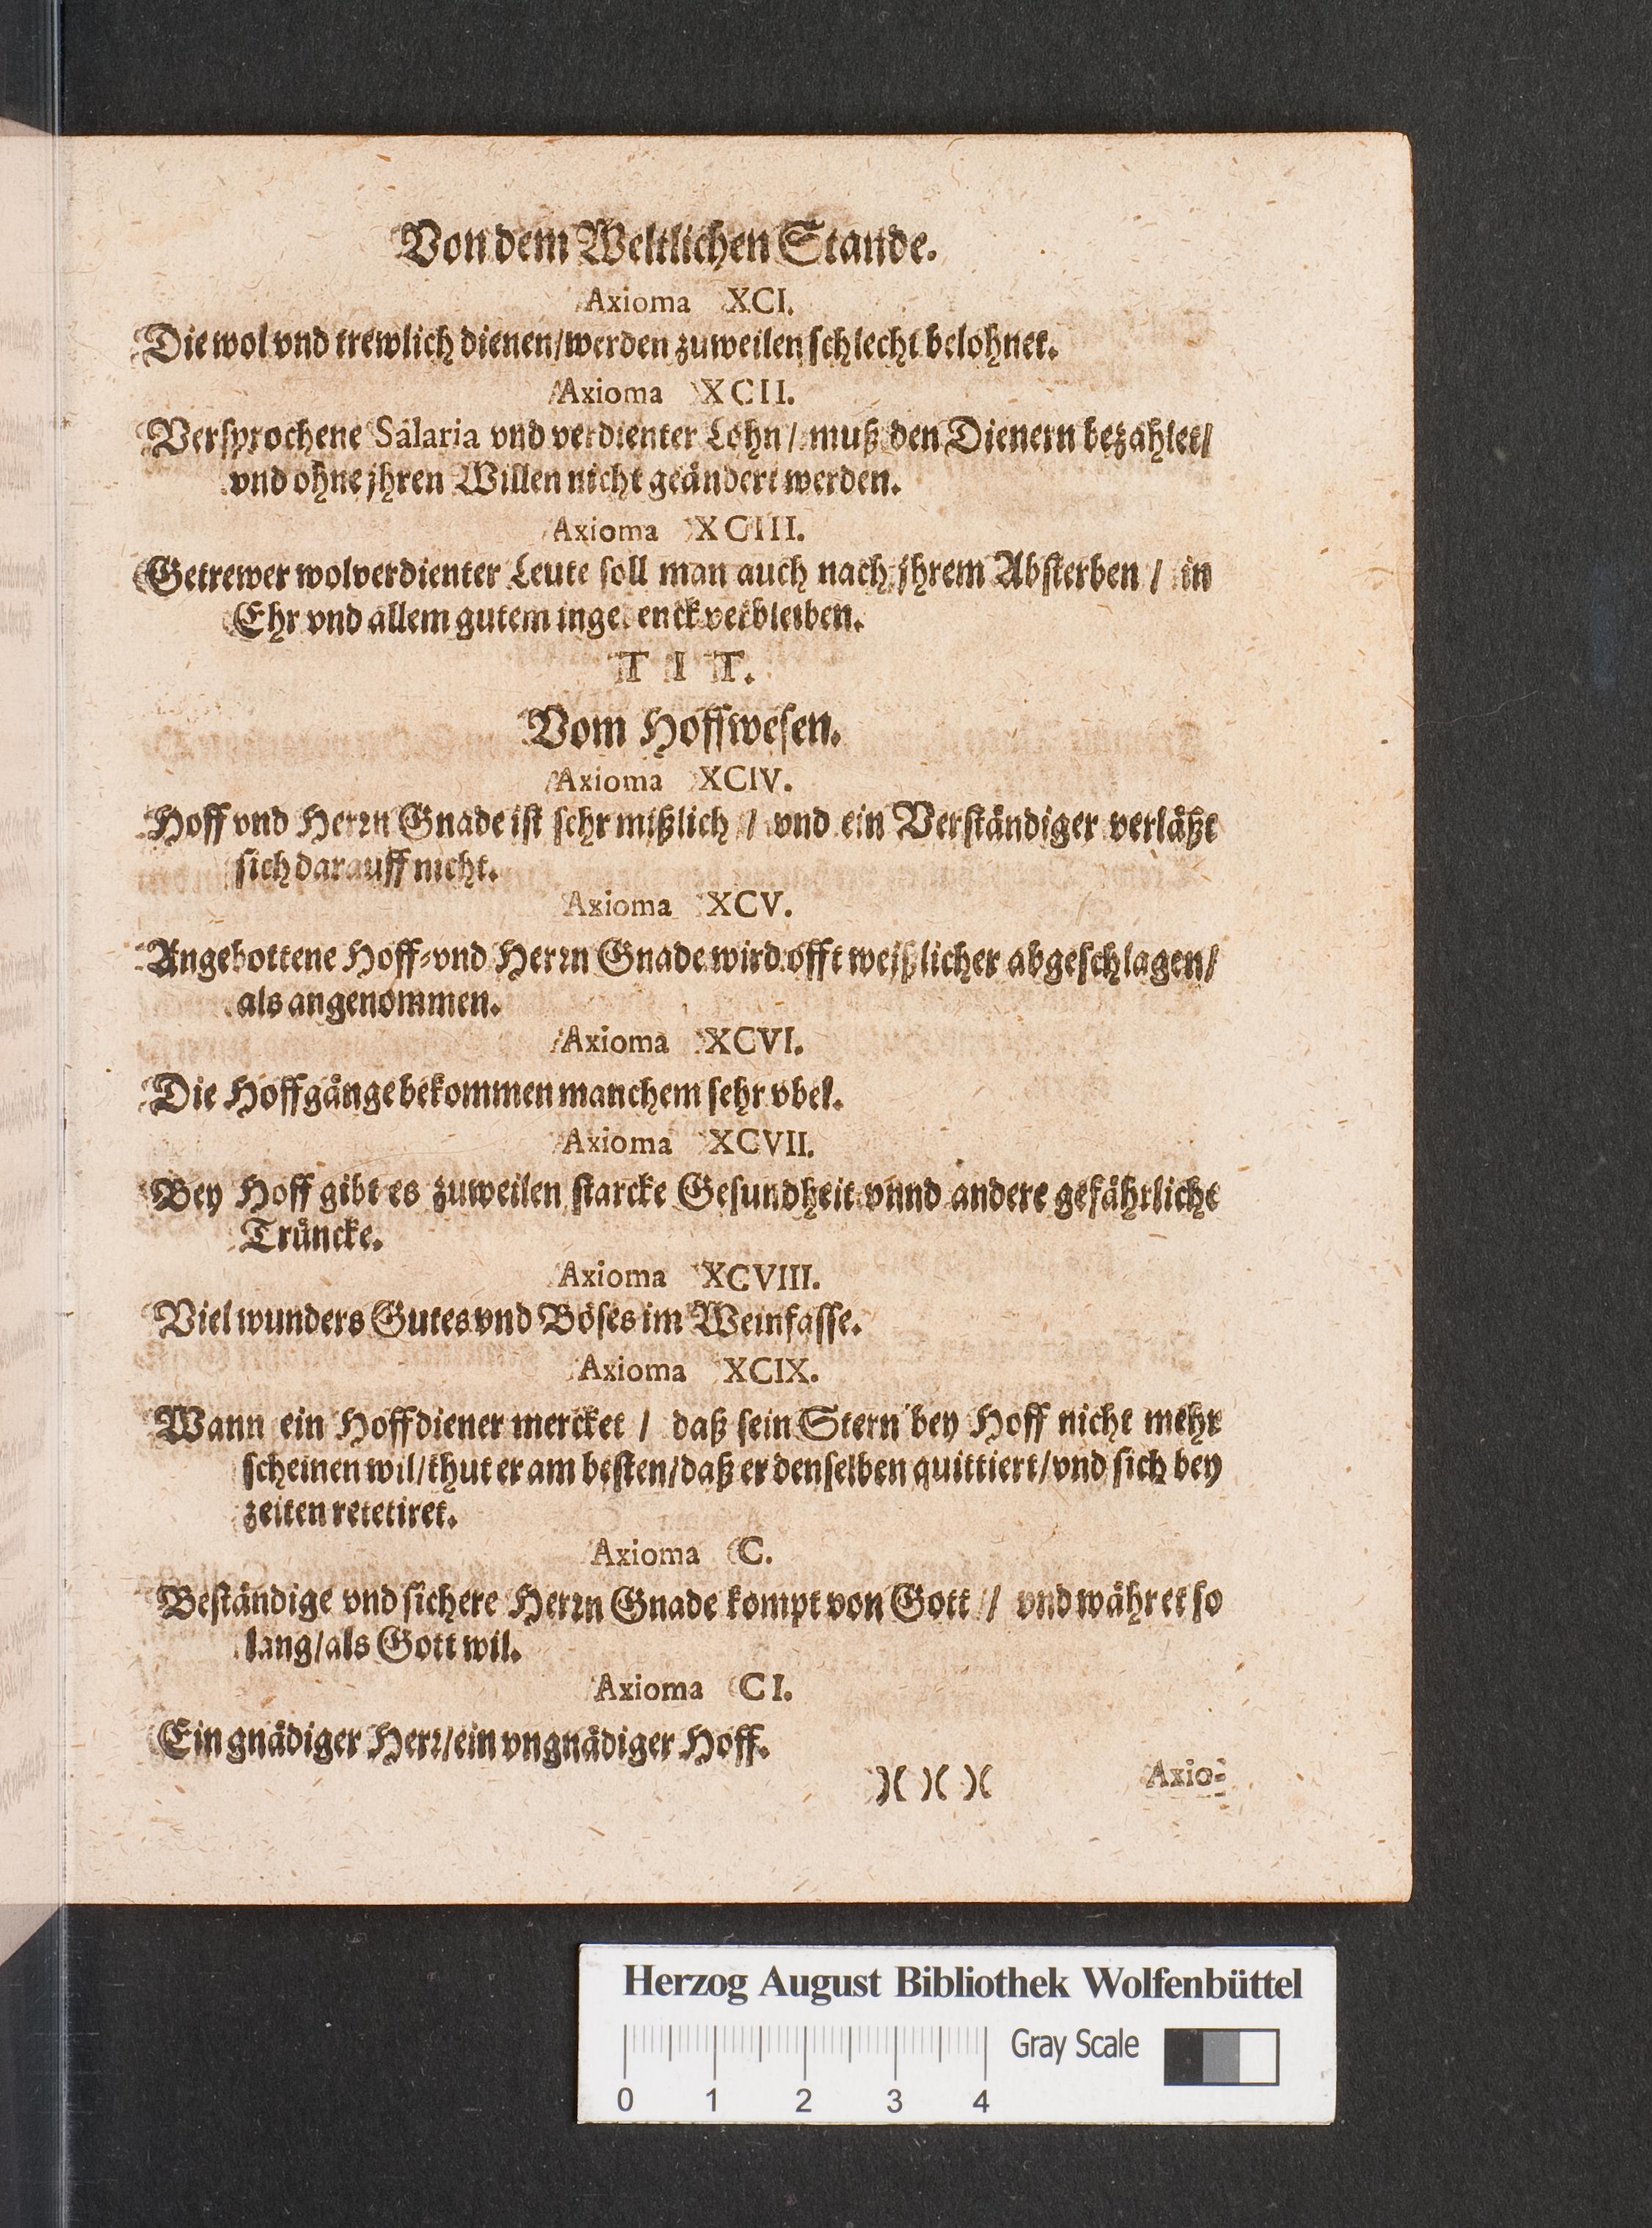 Von dem Weltlichen Stande.
Axioma XCI.
Die wol vnd trewlich dienen/werden zuweilen schlecht belohnet.
Axioma XCII.
Versprochene Salaria vnd verdienter Lohn / muß den Dienern bezahlet/
vnd ohne jhren Willen nicht geändert werden.
Axioma XCIII.
Getrewer wolverdienter Leute soll man auch nach jhrem Absterben / in
Ehr vnd allem gutem ingedenck verbleiben.
T I T.
Vom Hoffwesen.
Axioma XCIV.
Hoff vnd Herrn Gnade ist sehr mißlich / vnd ein Verständiger verläßt
sich darauff nicht.
Axioma XCV.
Angebottene Hoff-vnd Herrn Gnade wird offt weißlicher abgeschlagen/
als angenommen.
Axioma XCVI.
Die Hoffgänge bekommen manchem sehr vbel.
Axioma XCVII.
Bey Hoff gibt es zuweilen starcke Gesundheit vnnd andere gefährliche
Trüncke.
Axioma XCVIII.
Viel wunders Gutes vnd Böses im Weinfasse.
Axioma XCIX.
Wann ein Hoffdiener mercket / daß sein Stern bey Hoff nicht mehr
scheinen wil/thut er am besten/daß er denselben quittiert/vnd sich bey
zeiten retetiret.
Axioma C.
Beständige vnd sichere Herrn Gnade kompt von Gott / vnd währet so
lang/als Gott wil.
Axioma CI.
Ein gnädiger Herr/ein vngnädiger Hoff.
)( )( )( Axio-
Herzog August Bibliothek Wolfenbüttel
Gray Scale
0 1 2 3 4